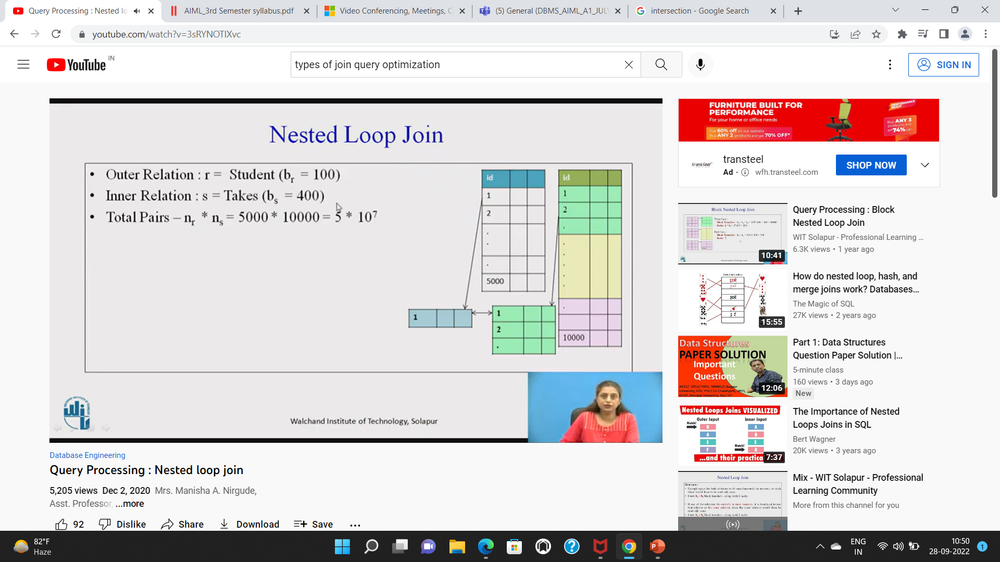 Query Processing : Nested lo
AIML_3rd Semester syllabus.pdf
Video Conferencing, Meetings, C
(5) General (DBMS_AIML_A1_JULY
intersection - Google Search
youtube.com/watch?v=3sRYNOTIXvc
YouTube IN
types of join query optimization
SIGN IN
Nested Loop Join
• Outer Relation : r = Student (br = 100)
• Inner Relation : s = Takes (bs = 400)
• Total Pairs – nr * ns = 5000 * 10000 = 5 * 10⁷
id
1
2
.
.
.
5000
id
1
2
.
.
.
.
.
.
10000
1
1
2
.
Walchand Institute of Technology, Solapur
Database Engineering
Query Processing : Nested loop join
5,205 views Dec 2, 2020 Mrs. Manisha A. Nirgude,
Asst. Professor, ...more
92 Dislike Share Download Save ...
FURNITURE BUILT FOR
PERFORMANCE
For your home or office needs
Flat 60% off on our website
Buy ANY 2 products and get 70% OFF*
Buy ANY 3
products and
get 74% OFF
transteel
Ad · wfh.transteel.com
SHOP NOW
Block Nested Loop Join
10:41
Query Processing : Block
Nested Loop Join
WIT Solapur - Professional Learning ...
6.3K views • 1 year ago
15:55
How do nested loop, hash, and
merge joins work? Databases...
The Magic of SQL
27K views • 2 years ago
Data Structures
PAPER SOLUTION
Important
Questions
12:06
Part 1: Data Structures
Question Paper Solution |...
5-minute class
160 views • 3 days ago
New
Nested Loops Joins VISUALIZED
Outer Input Inner Input
Match!
B A
A B
E E
Match!
F B
...and their practica
7:37
The Importance of Nested
Loops Joins in SQL
Bert Wagner
20K views • 3 years ago
Nested Loop Join
Best case :
Mix - WIT Solapur - Professional
Learning Community
More from this channel for you
82°F
Haze
ENG
IN
10:50
28-09-2022
1